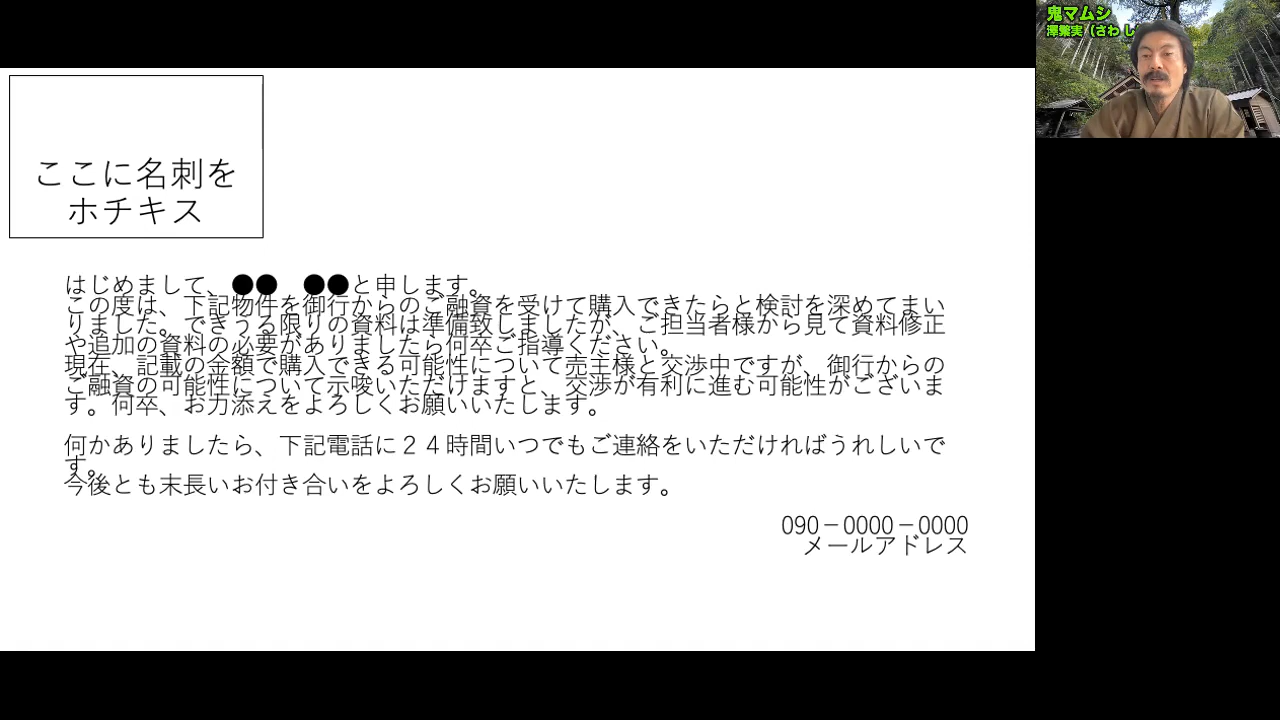 鬼マムシ
澤繁実（さわ し
ここに名刺を
ホチキス
はじめまして、●●　●●と申します。
この度は、下記物件を御行からのご融資を受けて購入できたらと検討を深めてまい
りました。できうる限りの資料は準備致しましたが、ご担当者様から見て資料修正
や追加の資料の必要がありましたら何卒ご指導ください。
現在、記載の金額で購入できる可能性について売主様と交渉中ですが、御行からの
ご融資の可能性について示唆いただけますと、交渉が有利に進む可能性がございま
す。何卒、お力添えをよろしくお願いいたします。
何かありましたら、下記電話に２４時間いつでもご連絡をいただければうれしいで
す。
今後とも末長いお付き合いをよろしくお願いいたします。
090－0000－0000
メールアドレス